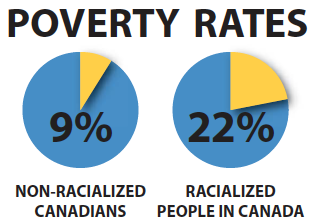 POVERTY RATES
9%
22%
NON-RACIALIZED
CANADIANS
RACIALIZED
PEOPLE IN CANADA